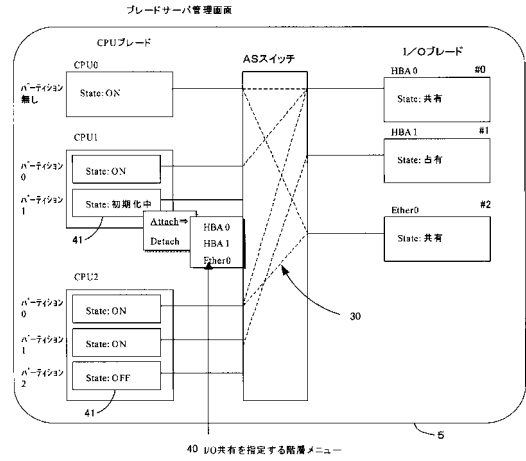 ブレードサーバ管理画面
CPUブレード
ASスイッチ
I/Oブレード
CPU0
パーティション
無し
State: ON
HBA 0
#0
State: 共有
CPU1
パーティション
0
State: ON
HBA 1
#1
State: 占有
パーティション
1
State: 初期化中
41
Attach⇒
Detach
HBA 0
HBA 1
Ether0
Ether0
#2
State: 共有
CPU2
パーティション
0
State: ON
30
パーティション
1
State: ON
パーティション
2
State: OFF
41
5
40 I/O共有を指定する階層メニュー